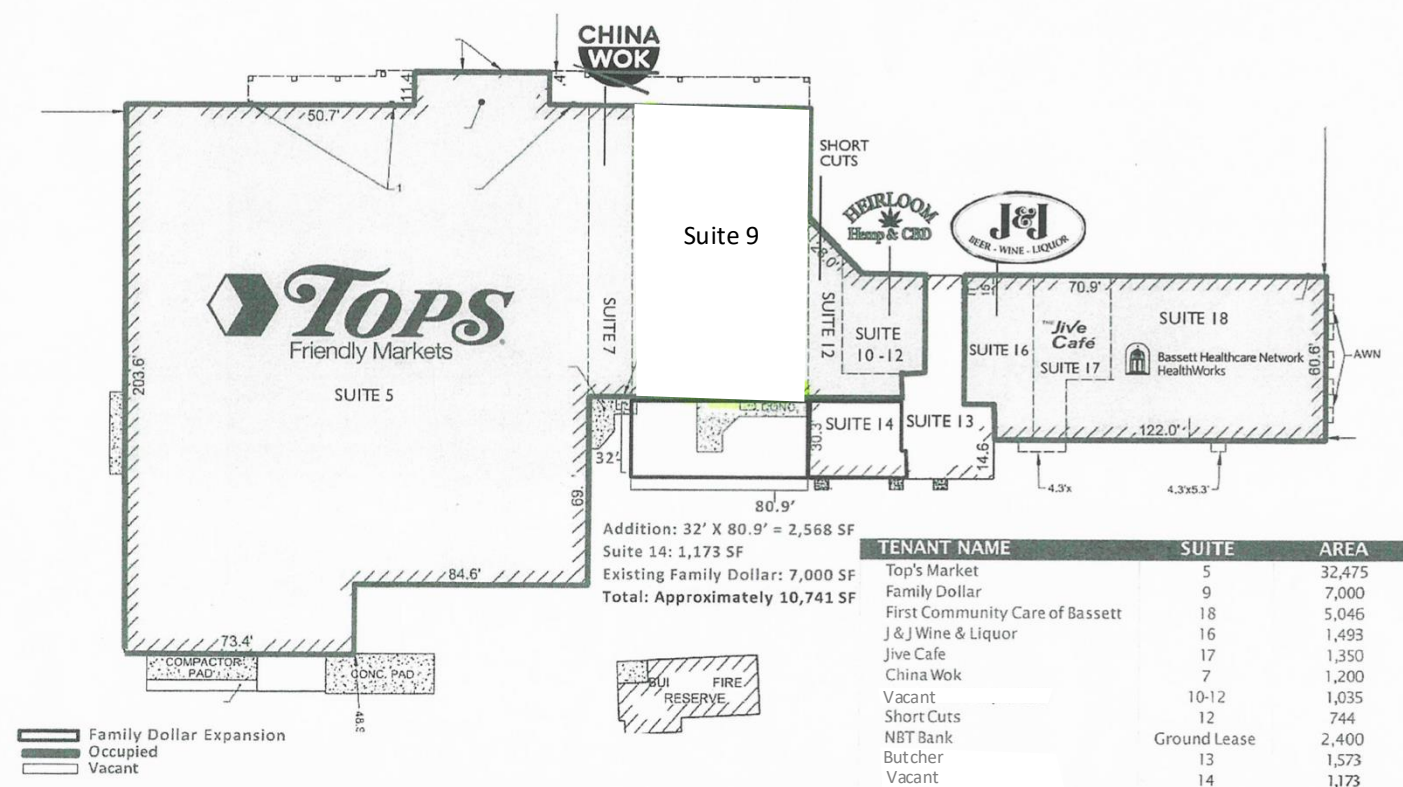 CHINA
WOK
11.4
4'
50.7'
1
SHORT
CUTS
HEIRLOOM
Hemp & CBD
J&J
BEER - WINE - LIQUOR
Suite 9
28.0'
TOPS
Friendly Markets
SUITE 5
203.6'
SUITE 7
SUITE 12
SUITE
10 -12
SUITE 16
THE
Jive
Café
SUITE 17
70.9'
SUITE 18
Bassett Healthcare Network
HealthWorks
60.6'
AWN
CONC.
SUITE 14
SUITE 13
30.3'
32'
14.6
122.0'
4.3'x
4.3'x5.3'
69.
80.9'
84.6'
73.4'
COMPACTOR
PAD
CONC. PAD
48.8
Addition: 32' X 80.9' = 2,568 SF
Suite 14: 1,173 SF
Existing Family Dollar: 7,000 SF
Total: Approximately 10,741 SF
BUI FIRE
RESERVE
Family Dollar Expansion
Occupied
Vacant
TENANT NAME SUITE AREA
Top's Market 5 32,475
Family Dollar 9 7,000
First Community Care of Bassett 18 5,046
J & J Wine & Liquor 16 1,493
Jive Cafe 17 1,350
China Wok 7 1,200
Vacant 10-12 1,035
Short Cuts 12 744
NBT Bank Ground Lease 2,400
Butcher 13 1,573
Vacant 14 1,173